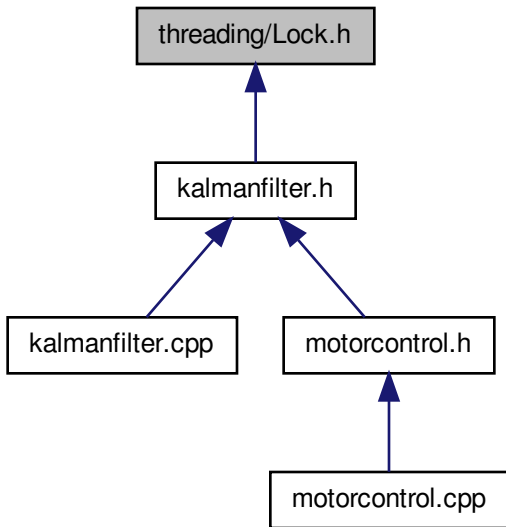 threading/Lock.h
kalmanfilter.h
kalmanfilter.cpp
motorcontrol.h
motorcontrol.cpp